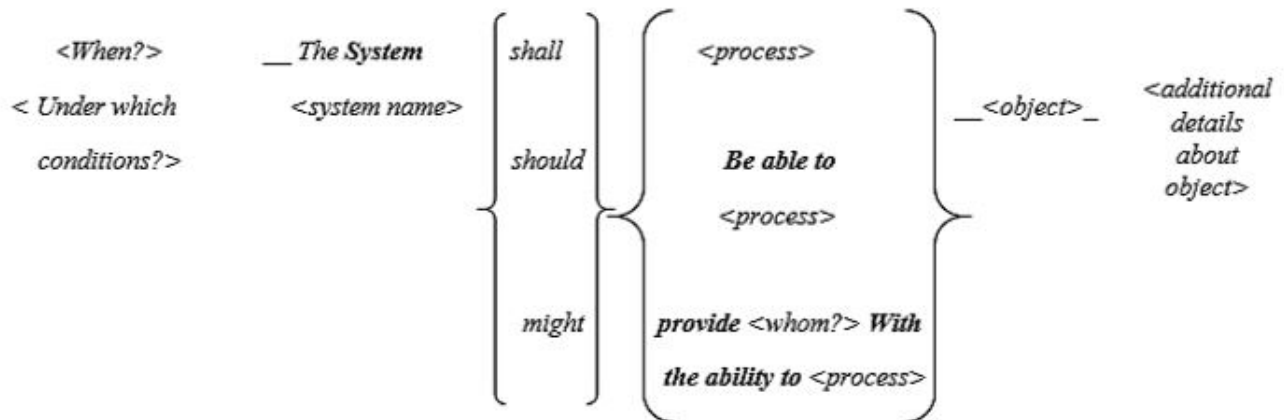 <When?>
< Under which
conditions?>
__ The System
<system name>
shall
should
might
<process>
Be able to
<process>
provide <whom?> With
the ability to <process>
__<object>_
<additional
details
about
object>